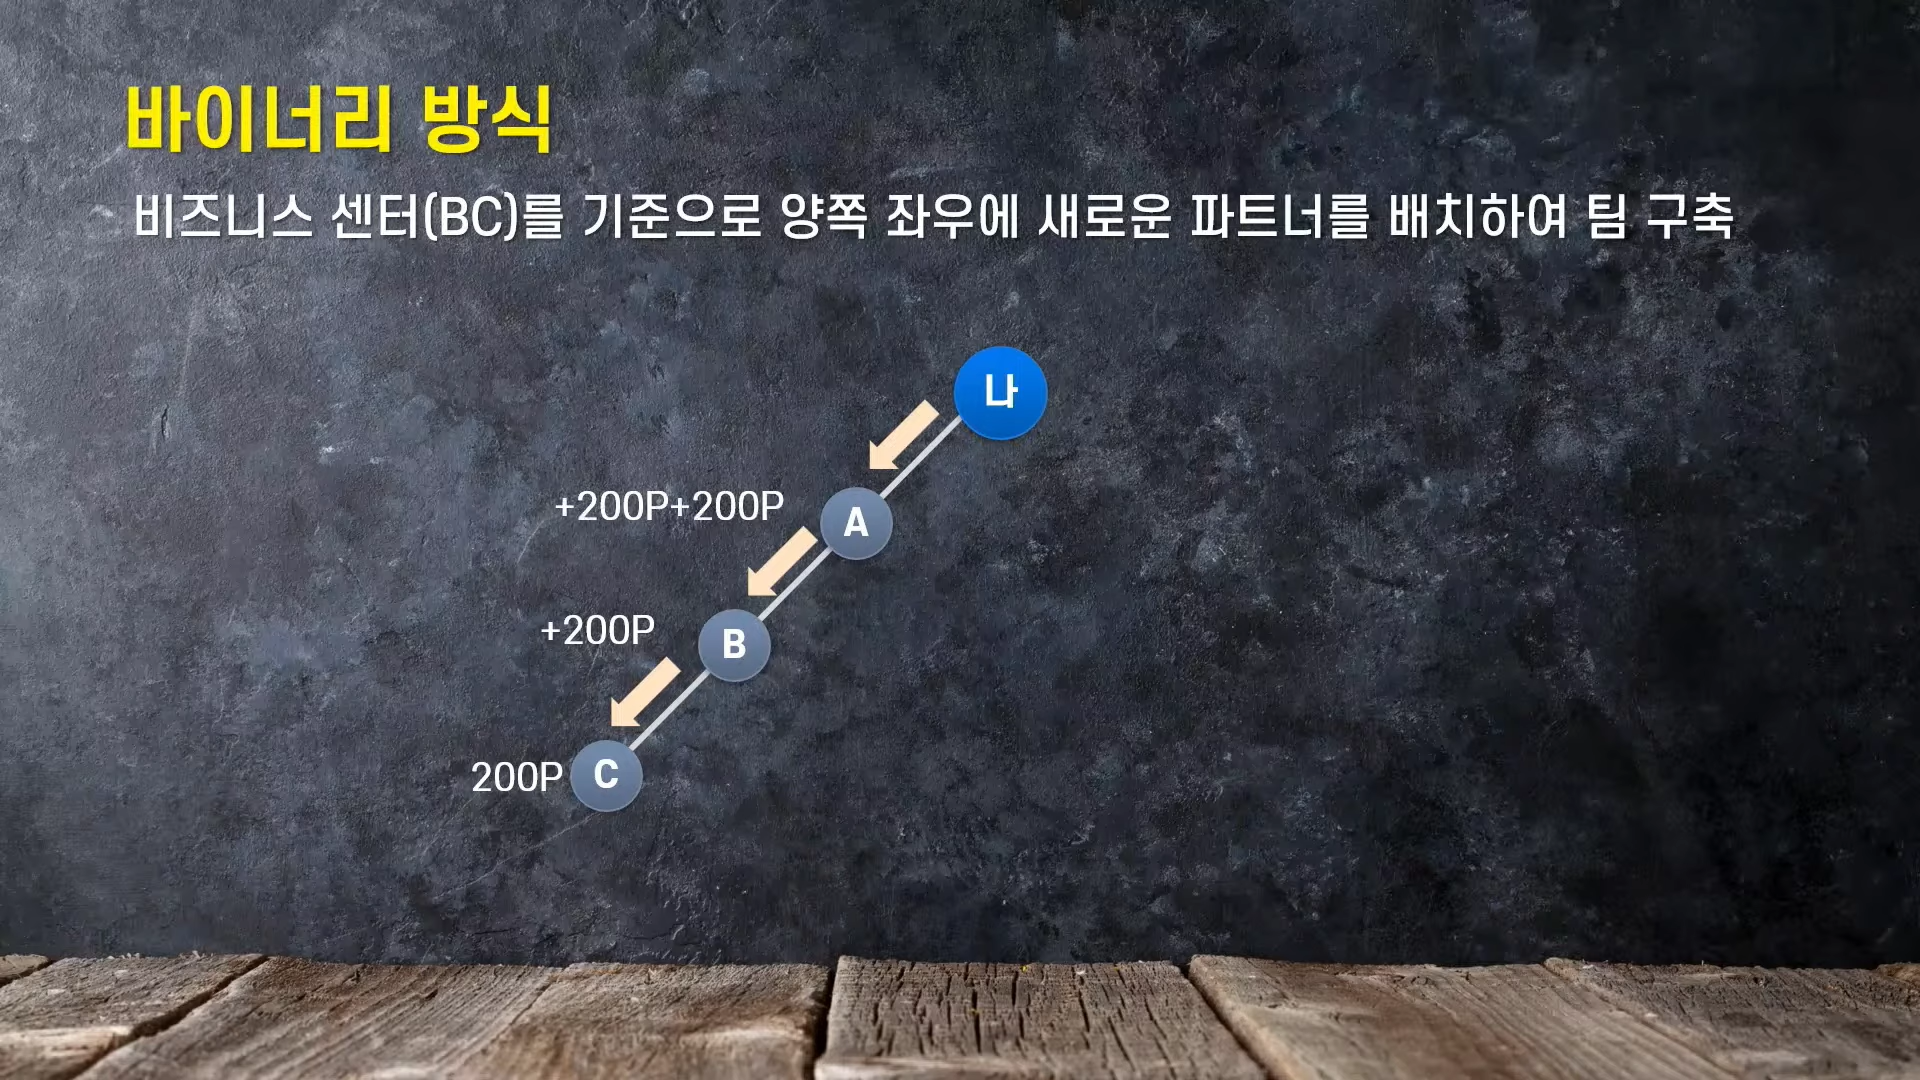 바이너리 방식
비즈니스 센터(BC)를 기준으로 양쪽 좌우에 새로운 파트너를 배치하여 팀 구축
나
+200P+200P
A
+200P
B
200P
C